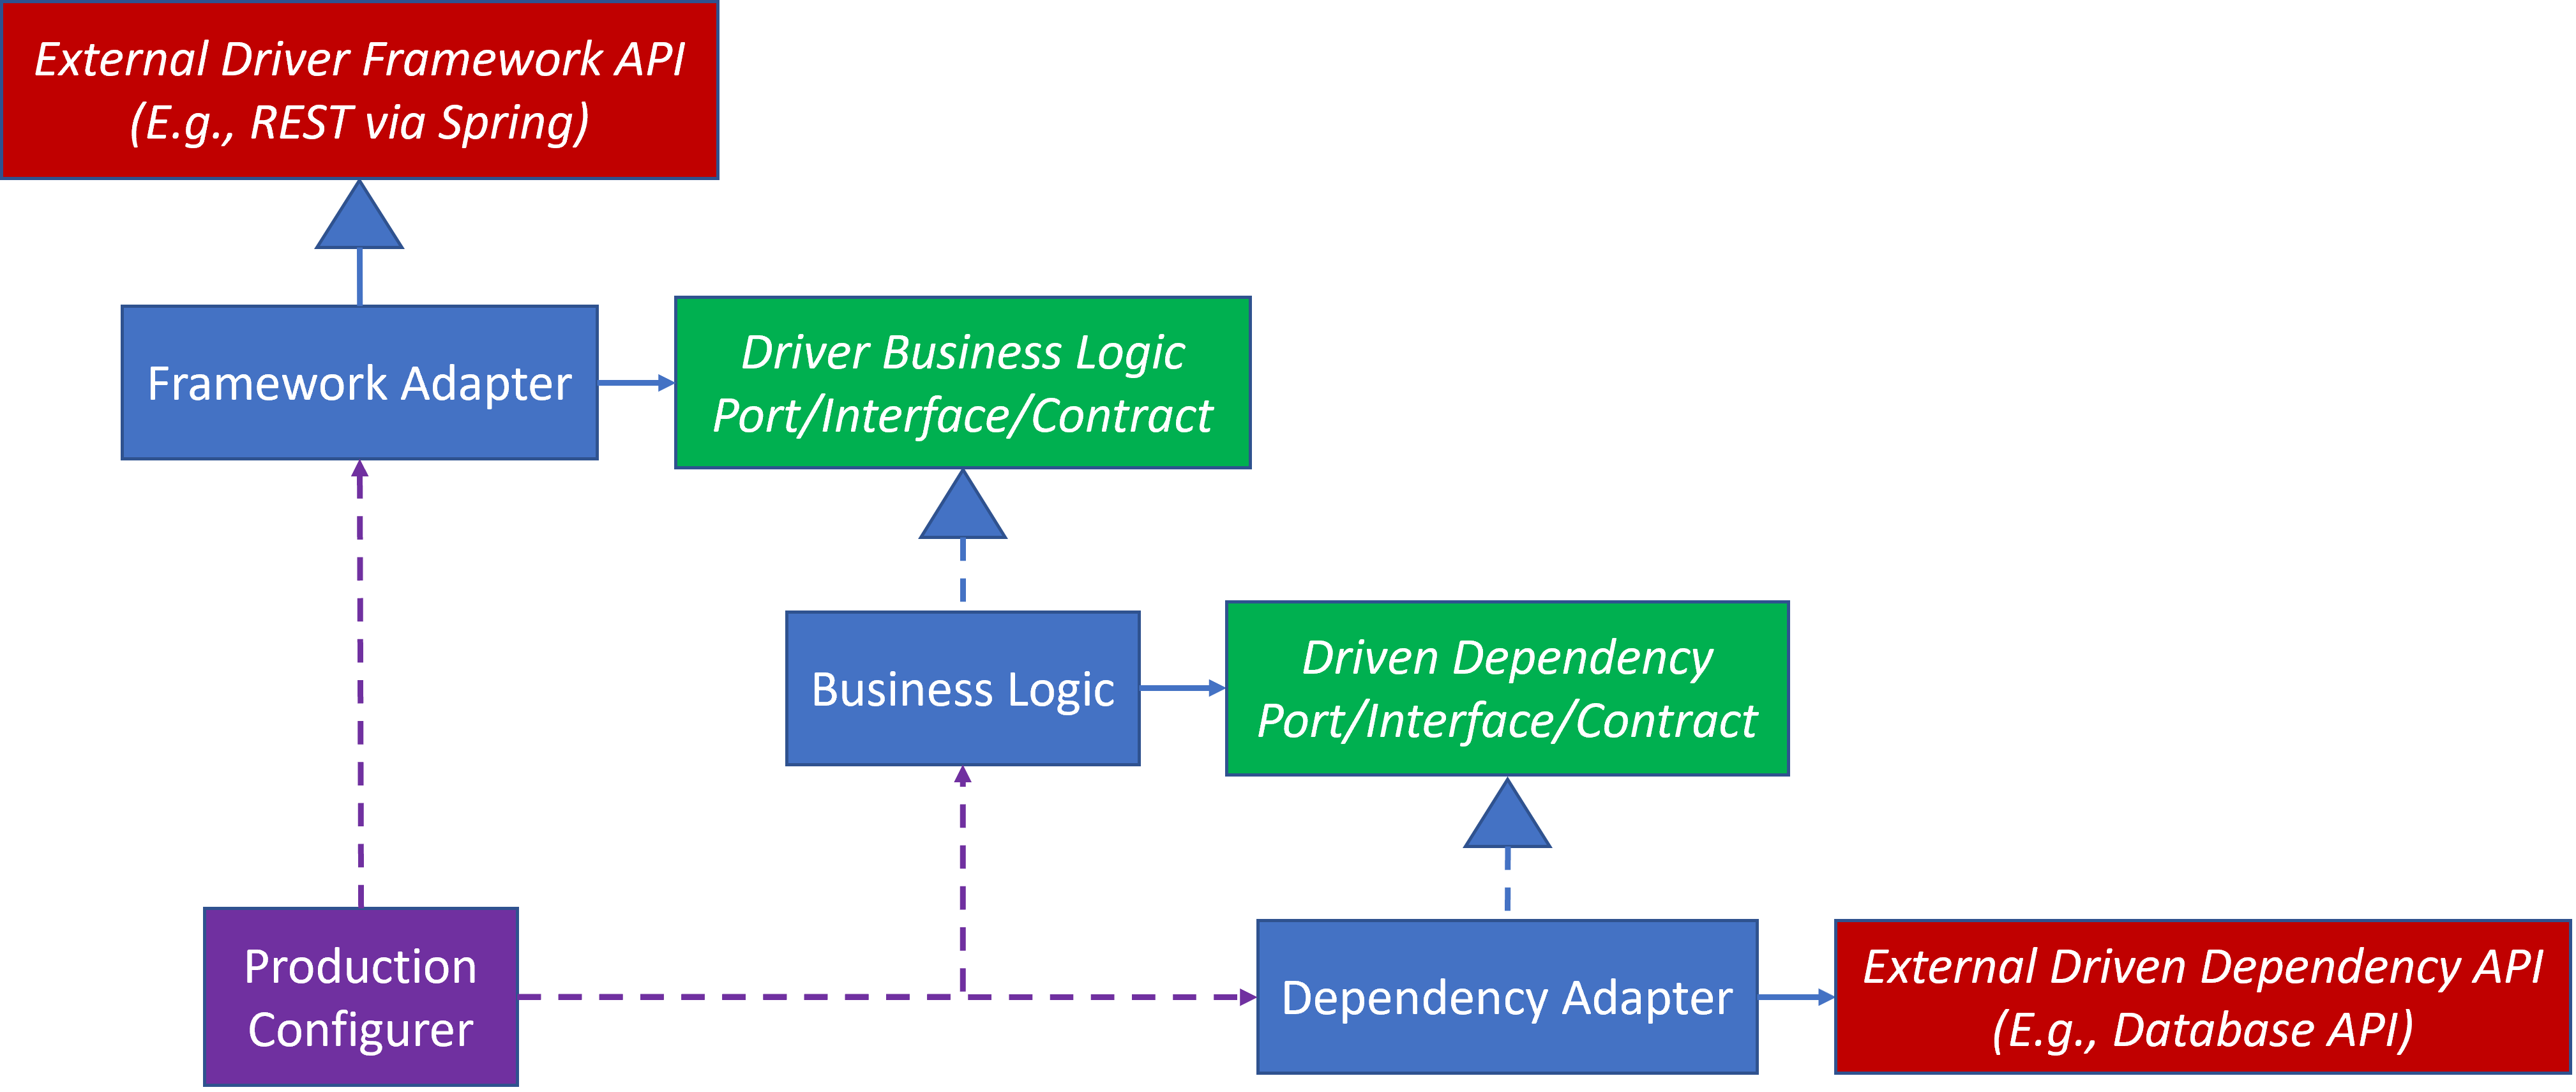 External Driver Framework API
(E.g., REST via Spring)
Framework Adapter
Driver Business Logic
Port/Interface/Contract
Business Logic
Driven Dependency
Port/Interface/Contract
Production
Configurer
Dependency Adapter
External Driven Dependency API
(E.g., Database API)